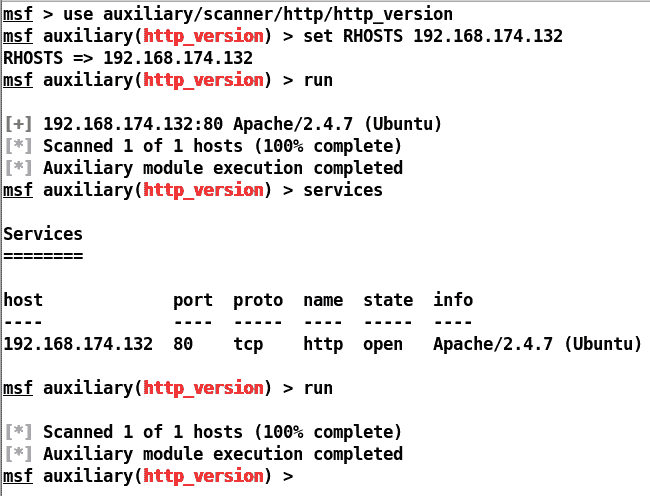 msf > use auxiliary/scanner/http/http_version
msf auxiliary(http_version) > set RHOSTS 192.168.174.132
RHOSTS => 192.168.174.132
msf auxiliary(http_version) > run
[+] 192.168.174.132:80 Apache/2.4.7 (Ubuntu)
[*] Scanned 1 of 1 hosts (100% complete)
[*] Auxiliary module execution completed
msf auxiliary(http_version) > services
Services
========
host             port  proto  name  state  info
----             ----  -----  ----  -----  ----
192.168.174.132  80    tcp    http  open   Apache/2.4.7 (Ubuntu)
msf auxiliary(http_version) > run
[*] Scanned 1 of 1 hosts (100% complete)
[*] Auxiliary module execution completed
msf auxiliary(http_version) >